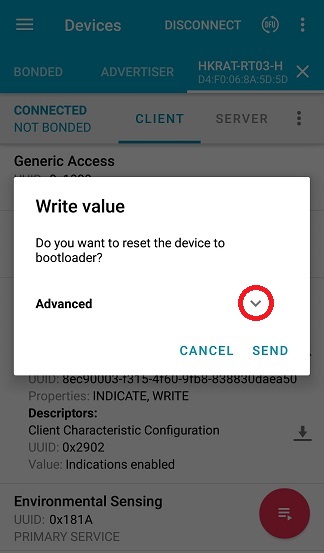 Devices
DISCONNECT
DFU
BONDED
ADVERTISER
HKRAT-RT03-H
D4:F0:06:8A:5D:5D
CONNECTED
NOT BONDED
CLIENT
SERVER
Generic Access
Write value
Do you want to reset the device to
bootloader?
Advanced
CANCEL
SEND
UUID: 8ec90003-f315-4f60-9fb8-838830daea50
Properties: INDICATE, WRITE
Descriptors:
Client Characteristic Configuration
UUID: 0x2902
Value: Indications enabled
Environmental Sensing
UUID: 0x181A
PRIMARY SERVICE